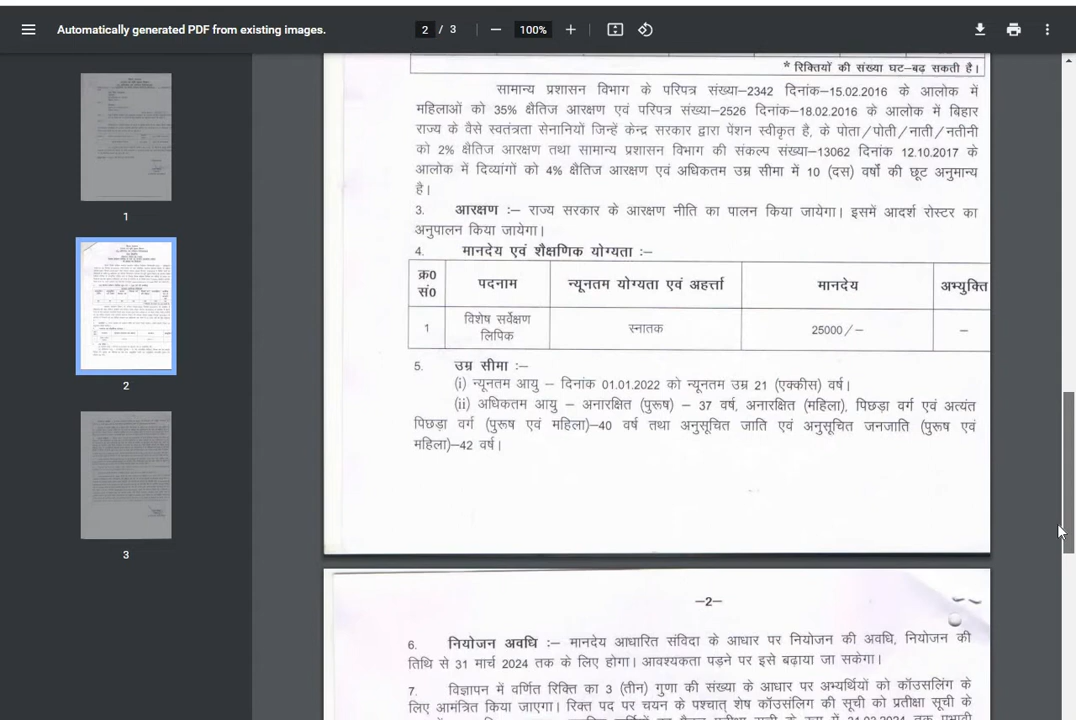 Automatically generated PDF from existing images.
2 / 3
100%
* रिक्तियों की संख्या घट–बढ़ सकती है।
सामान्य प्रशासन विभाग के परिपत्र संख्या–2342 दिनांक–15.02.2016 के आलोक में
महिलाओं को 35% क्षैतिज आरक्षण एवं परिपत्र संख्या–2526 दिनांक–18.02.2016 के आलोक में बिहार
राज्य के वैसे स्वतंत्रता सेनानियों जिन्हें केन्द्र सरकार द्वारा पेंशन स्वीकृत है, के पोता/पोती/नाती/नतीनी
को 2% क्षैतिज आरक्षण तथा सामान्य प्रशासन विभाग की संकल्प संख्या–13062 दिनांक 12.10.2017 के
आलोक में दिव्यांगों को 4% क्षैतिज आरक्षण एवं अधिकतम उम्र सीमा में 10 (दस) वर्षों की छूट अनुमान्य
है।
3. आरक्षण :– राज्य सरकार के आरक्षण नीति का पालन किया जायेगा। इसमें आदर्श रोस्टर का
अनुपालन किया जायेगा।
4. मानदेय एवं शैक्षणिक योग्यता :–
क्र0 सं0 पदनाम न्यूनतम योग्यता एवं अहर्त्ता मानदेय अभ्युक्ति
1 विशेष सर्वेक्षण लिपिक स्नातक 25000/– –
5. उम्र सीमा :–
(i) न्यूनतम आयु – दिनांक 01.01.2022 को न्यूनतम उम्र 21 (एक्कीस) वर्ष।
(ii) अधिकतम आयु – अनारक्षित (पुरूष) – 37 वर्ष, अनारक्षित (महिला), पिछड़ा वर्ग एवं अत्यंत
पिछड़ा वर्ग (पुरूष एवं महिला)–40 वर्ष तथा अनुसूचित जाति एवं अनुसूचित जनजाति (पुरूष एवं
महिला)–42 वर्ष।
1
2
3
–2–
6. नियोजन अवधि :– मानदेय आधारित संविदा के आधार पर नियोजन की अवधि, नियोजन की
तिथि से 31 मार्च 2024 तक के लिए होगा। आवश्यकता पड़ने पर इसे बढ़ाया जा सकेगा।
7. विज्ञापन में वर्णित रिक्ति का 3 (तीन) गुणा की संख्या के आधार पर अभ्यर्थियों को कॉउसलिंग के
लिए आमंत्रित किया जाएगा। रिक्त पद पर चयन के पश्चात् शेष कॉउंसलिंग की सूची को प्रतीक्षा सूची के